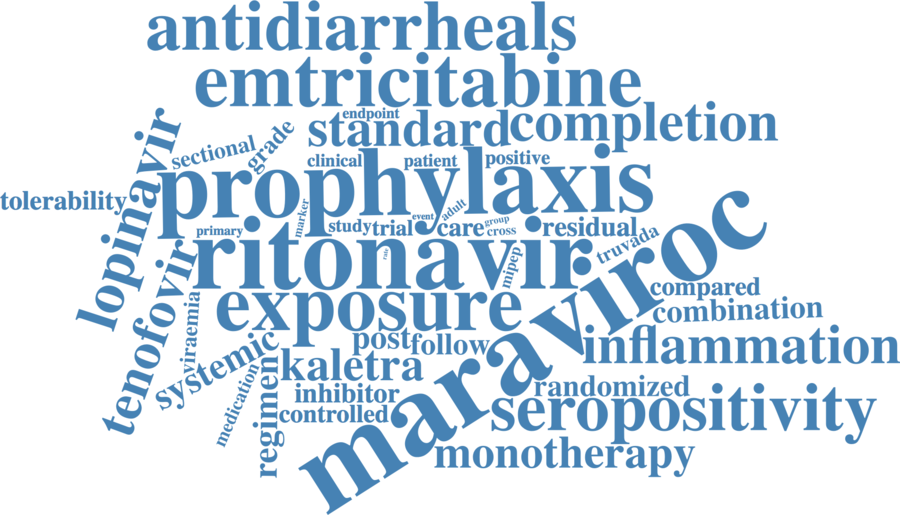 antidiarrheals
emtricitabine
endpoint
standard
completion
lopinavir
sectional
grade
clinical
patient
positive
prophylaxis
tolerability
marker
study
trial
event
adult
care
group
cross
residual
primary
ritonavir
rate
mipep
truvada
maraviroc
tenofovir
viraemia
exposure
compared
combination
systemic
post
follow
inflammation
kaletra
medication
regimen
inhibitor
controlled
randomized
seropositivity
monotherapy